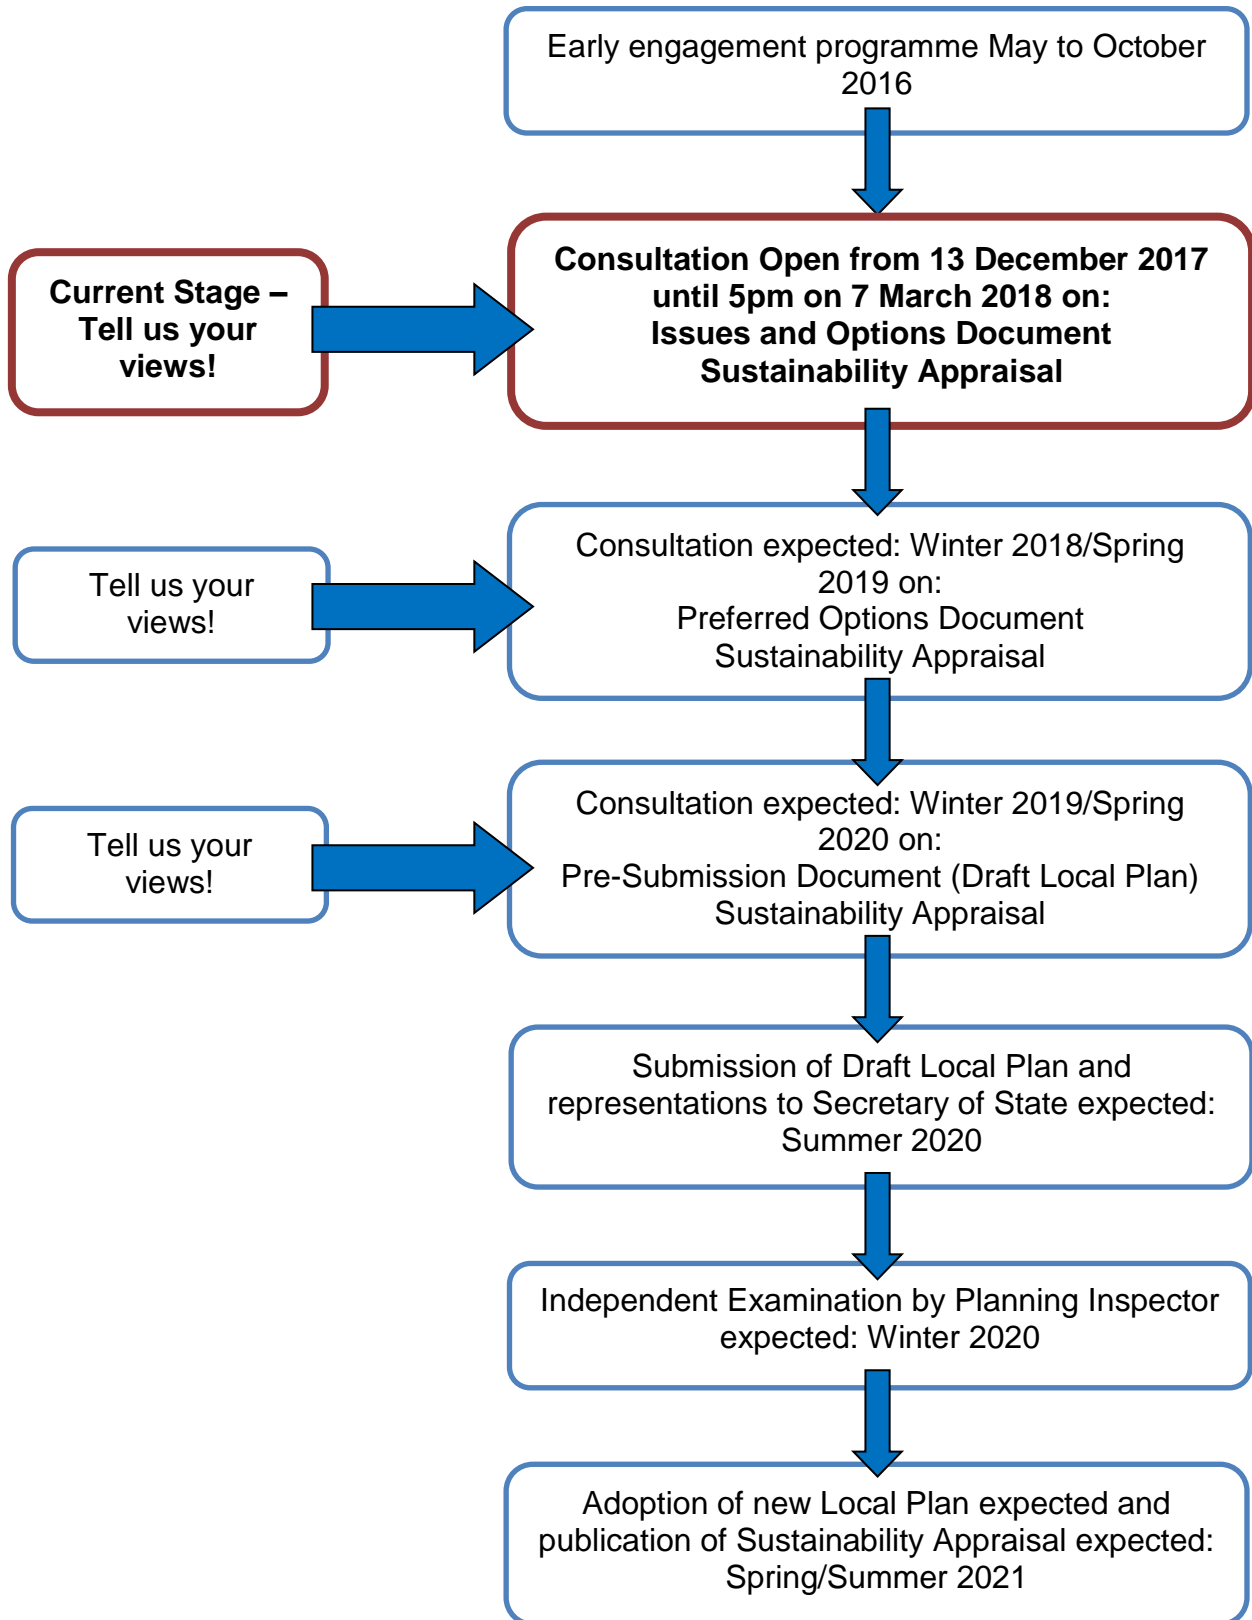 Early engagement programme May to October
2016
Current Stage –
Tell us your
views!
Consultation Open from 13 December 2017
until 5pm on 7 March 2018 on:
Issues and Options Document
Sustainability Appraisal
Tell us your
views!
Consultation expected: Winter 2018/Spring
2019 on:
Preferred Options Document
Sustainability Appraisal
Tell us your
views!
Consultation expected: Winter 2019/Spring
2020 on:
Pre-Submission Document (Draft Local Plan)
Sustainability Appraisal
Submission of Draft Local Plan and
representations to Secretary of State expected:
Summer 2020
Independent Examination by Planning Inspector
expected: Winter 2020
Adoption of new Local Plan expected and
publication of Sustainability Appraisal expected:
Spring/Summer 2021